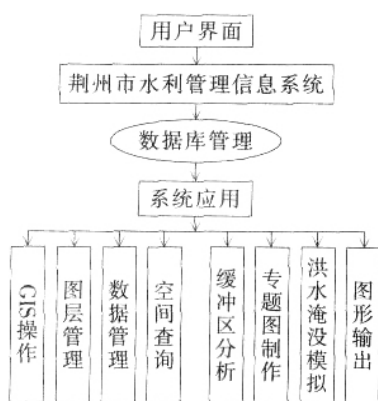 用户界面
荆州市水利管理信息系统
数据库管理
系统应用
GIS操作
图层管理
数据管理
空间查询
缓冲区分析
专题图制作
洪水淹没模拟
图形输出